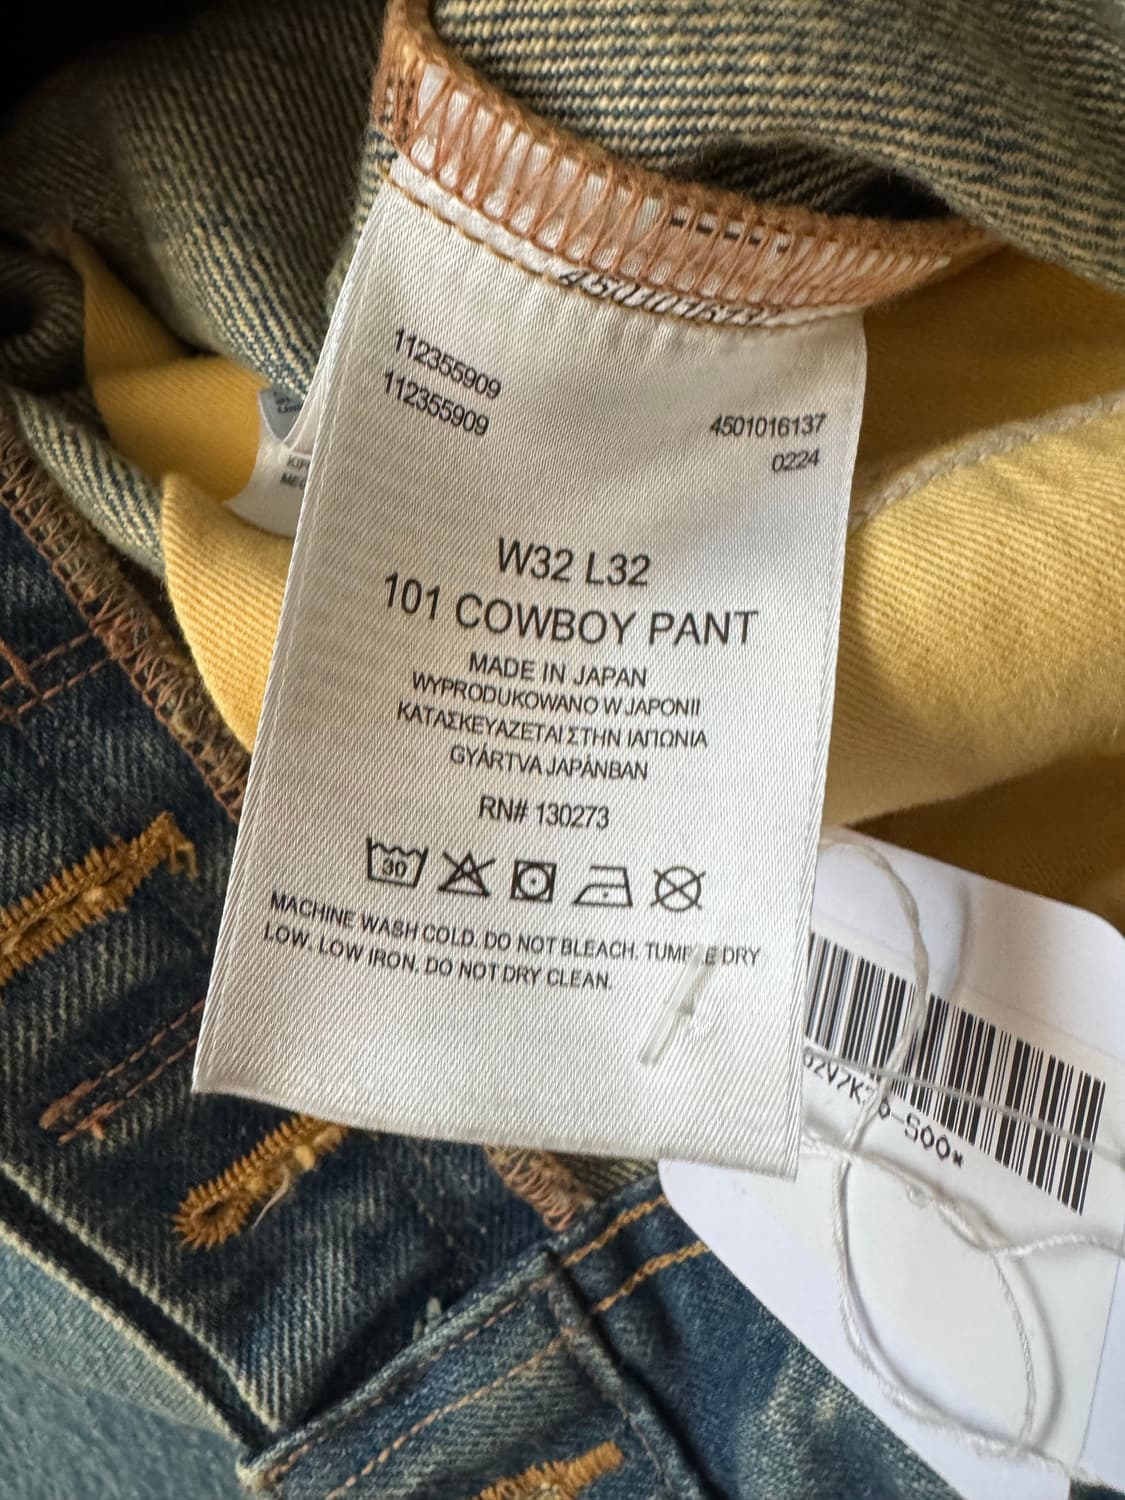 4501016137
112355909
112355909
4501016137
0224
W32 L32
101 COWBOY PANT
MADE IN JAPAN
WYPRODUKOWANO W JAPONII
ΚΑΤΑΣΚΕΥΑΖΕΤΑΙ ΣΤΗΝ ΙΑΠΩΝΙΑ
GYÁRTVA JAPÁNBAN
RN# 130273
30
MACHINE WASH COLD. DO NOT BLEACH. TUMBLE DRY
LOW. LOW IRON. DO NOT DRY CLEAN.